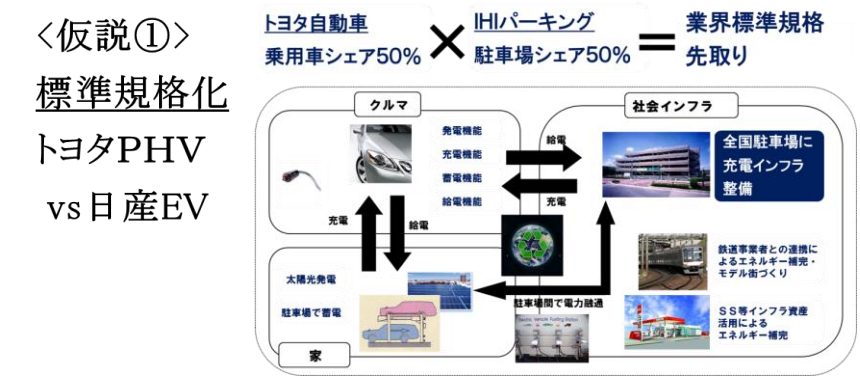 <仮説①>
標準規格化
トヨタPHV
vs日産EV
トヨタ自動車
乗用車シェア50%
×
IHIパーキング
駐車場シェア50%
=
業界標準規格
先取り
クルマ
発電機能
充電機能
蓄電機能
給電機能
給電
充電
社会インフラ
全国駐車場に
充電インフラ
整備
充電
給電
太陽光発電
駐車場で蓄電
家
駐車場間で電力融通
Electric Vehicle Fueling Station
鉄道事業者との連携に
よるエネルギー補完・
モデル街づくり
SS等インフラ資産
活用による
エネルギー補完